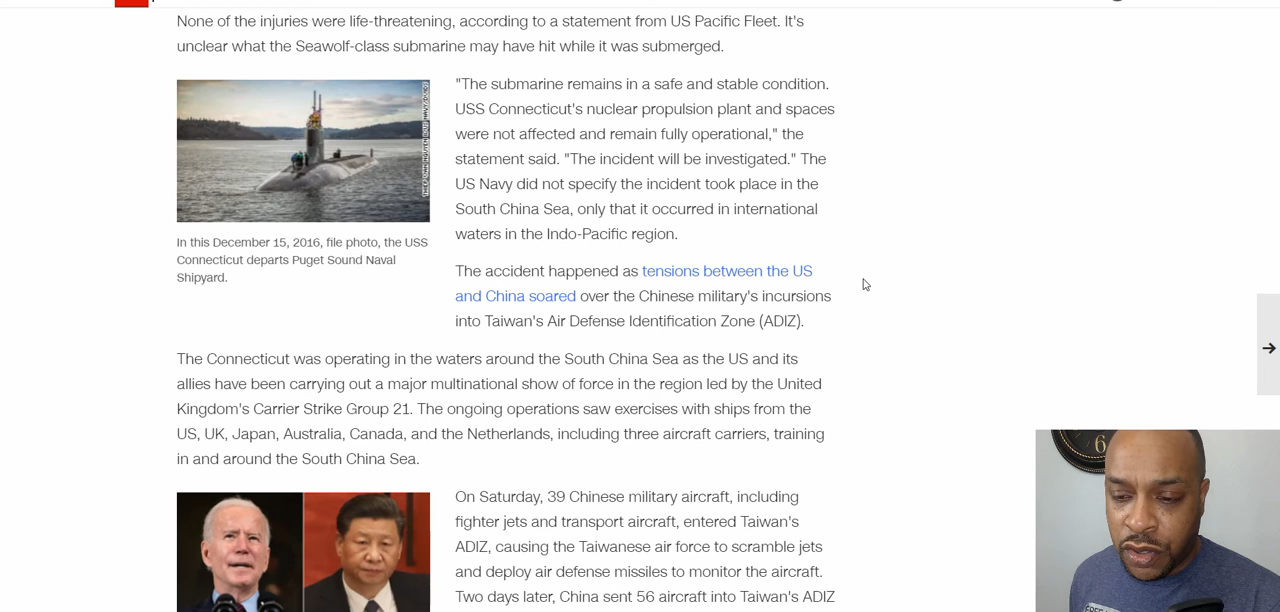 None of the injuries were life-threatening, according to a statement from US Pacific Fleet. It's
unclear what the Seawolf-class submarine may have hit while it was submerged.
"The submarine remains in a safe and stable condition.
USS Connecticut's nuclear propulsion plant and spaces
were not affected and remain fully operational," the
statement said. "The incident will be investigated." The
US Navy did not specify the incident took place in the
South China Sea, only that it occurred in international
waters in the Indo-Pacific region.
In this December 15, 2016, file photo, the USS
Connecticut departs Puget Sound Naval
Shipyard.
The accident happened as tensions between the US
and China soared over the Chinese military's incursions
into Taiwan's Air Defense Identification Zone (ADIZ).
The Connecticut was operating in the waters around the South China Sea as the US and its
allies have been carrying out a major multinational show of force in the region led by the United
Kingdom's Carrier Strike Group 21. The ongoing operations saw exercises with ships from the
US, UK, Japan, Australia, Canada, and the Netherlands, including three aircraft carriers, training
in and around the South China Sea.
On Saturday, 39 Chinese military aircraft, including
fighter jets and transport aircraft, entered Taiwan's
ADIZ, causing the Taiwanese air force to scramble jets
and deploy air defense missiles to monitor the aircraft.
Two days later, China sent 56 aircraft into Taiwan's ADIZ
6